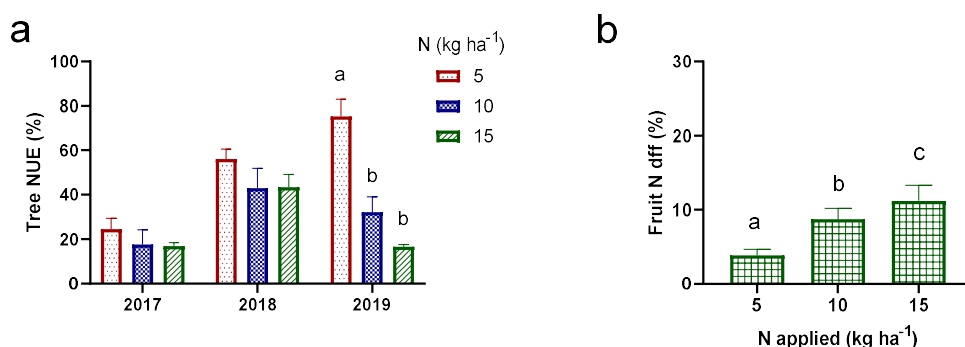 a
N (kg ha⁻¹)
5
10
15
Tree NUE (%)
100
80
60
40
20
0
a
b
b
2017
2018
2019
b
Fruit N dff (%)
30
20
10
0
a
b
c
5
10
15
N applied (kg ha⁻¹)